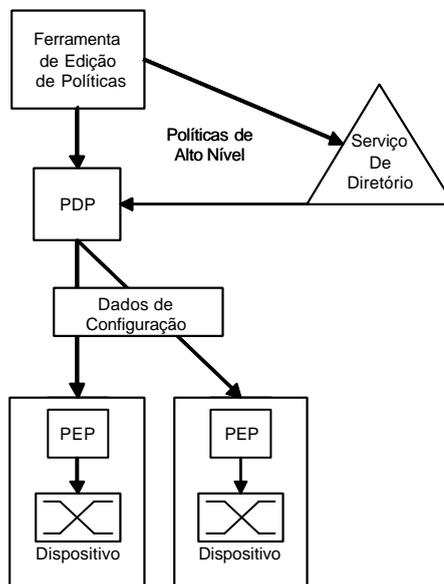 Ferramenta
de Edição
de Políticas
Políticas de
Alto Nível
Serviço
De
Diretório
PDP
Dados de
Configuração
PEP
PEP
Dispositivo
Dispositivo